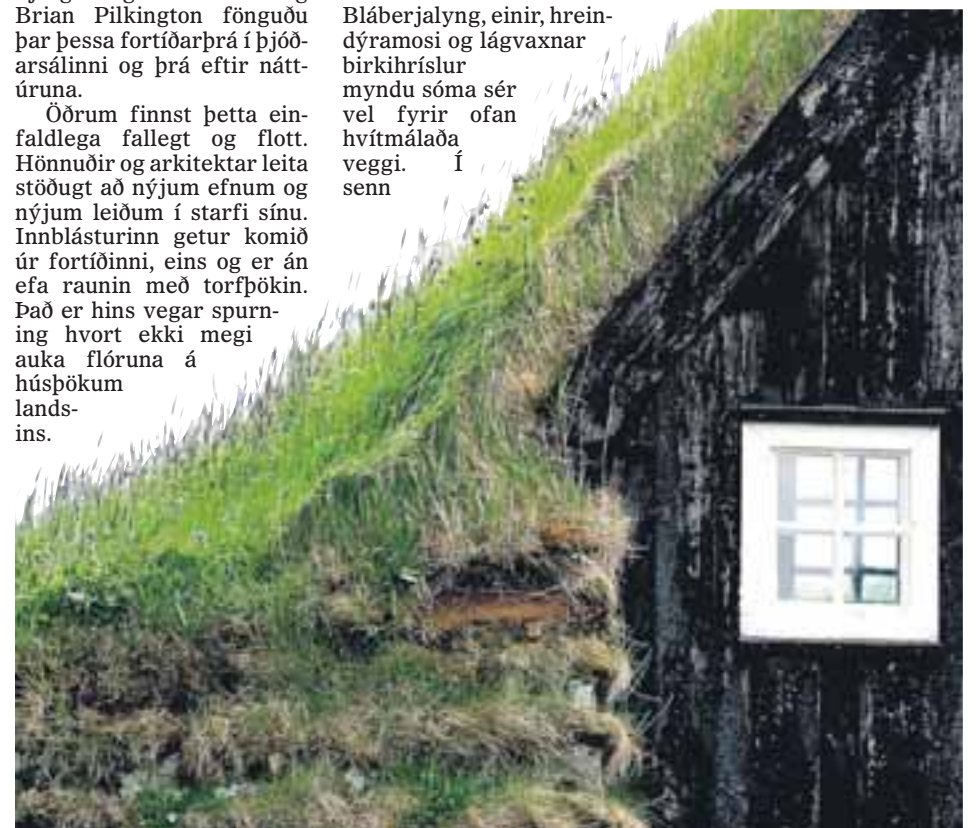 Brian Pilkington fönguðu
þar þessa fortíðarþrá í þjóð-
arsálinni og þrá eftir nátt-
úruna.
Öðrum finnst þetta ein-
faldlega fallegt og flott.
Hönnuðir og arkitektar leita
stöðugt að nýjum efnum og
nýjum leiðum í starfi sínu.
Innblásturinn getur komið
úr fortíðinni, eins og er án
efa raunin með torfþökin.
Það er hins vegar spurn-
ing hvort ekki megi
auka flóruna á
húsþökum
lands-
ins.
Bláberjalyng, einir, hrein-
dýramosi og lágvaxnar
birkihríslur
myndu sóma sér
vel fyrir ofan
hvítmálaða
veggi. Í
senn